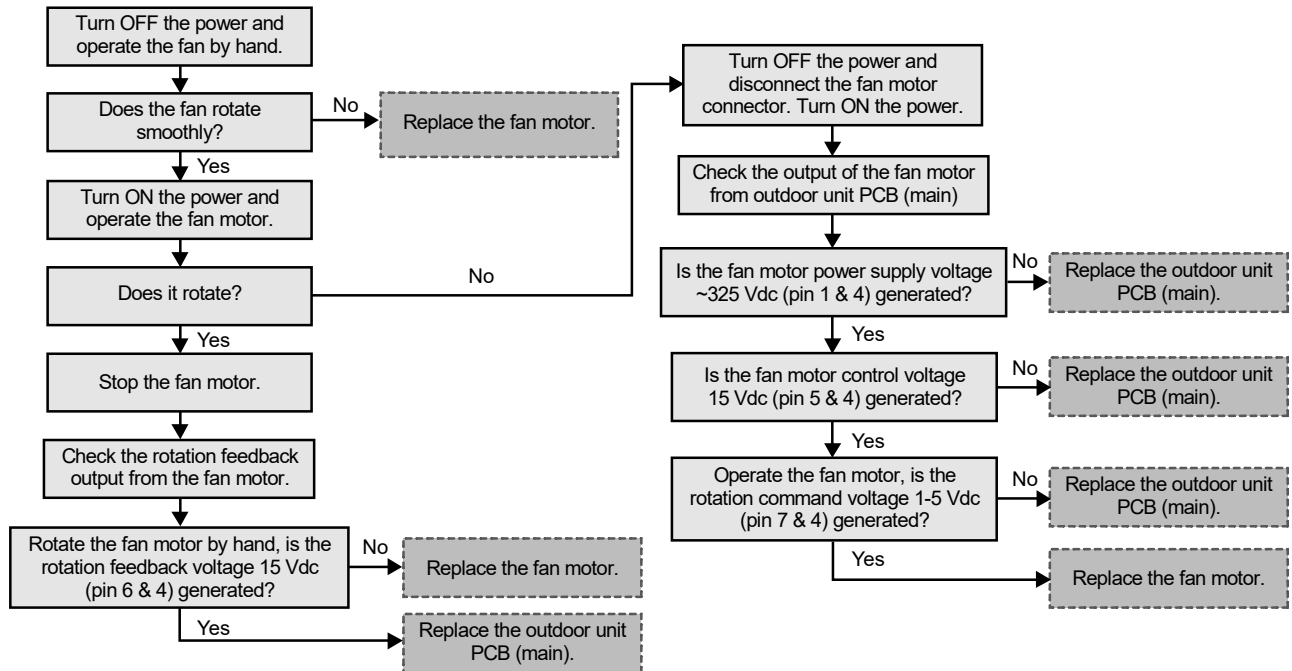 Turn OFF the power and
operate the fan by hand.
Does the fan rotate
smoothly?
No
Replace the fan motor.
Yes
Turn ON the power and
operate the fan motor.
Does it rotate?
No
Yes
Stop the fan motor.
Check the rotation feedback
output from the fan motor.
Rotate the fan motor by hand, is the
rotation feedback voltage 15 Vdc
(pin 6 & 4) generated?
No
Replace the fan motor.
Yes
Replace the outdoor unit
PCB (main).
Turn OFF the power and
disconnect the fan motor
connector. Turn ON the power.
Check the output of the fan motor
from outdoor unit PCB (main)
Is the fan motor power supply voltage
~325 Vdc (pin 1 & 4) generated?
No
Replace the outdoor unit
PCB (main).
Yes
Is the fan motor control voltage
15 Vdc (pin 5 & 4) generated?
No
Replace the outdoor unit
PCB (main).
Yes
Operate the fan motor, is the
rotation command voltage 1-5 Vdc
(pin 7 & 4) generated?
No
Replace the outdoor unit
PCB (main).
Yes
Replace the fan motor.